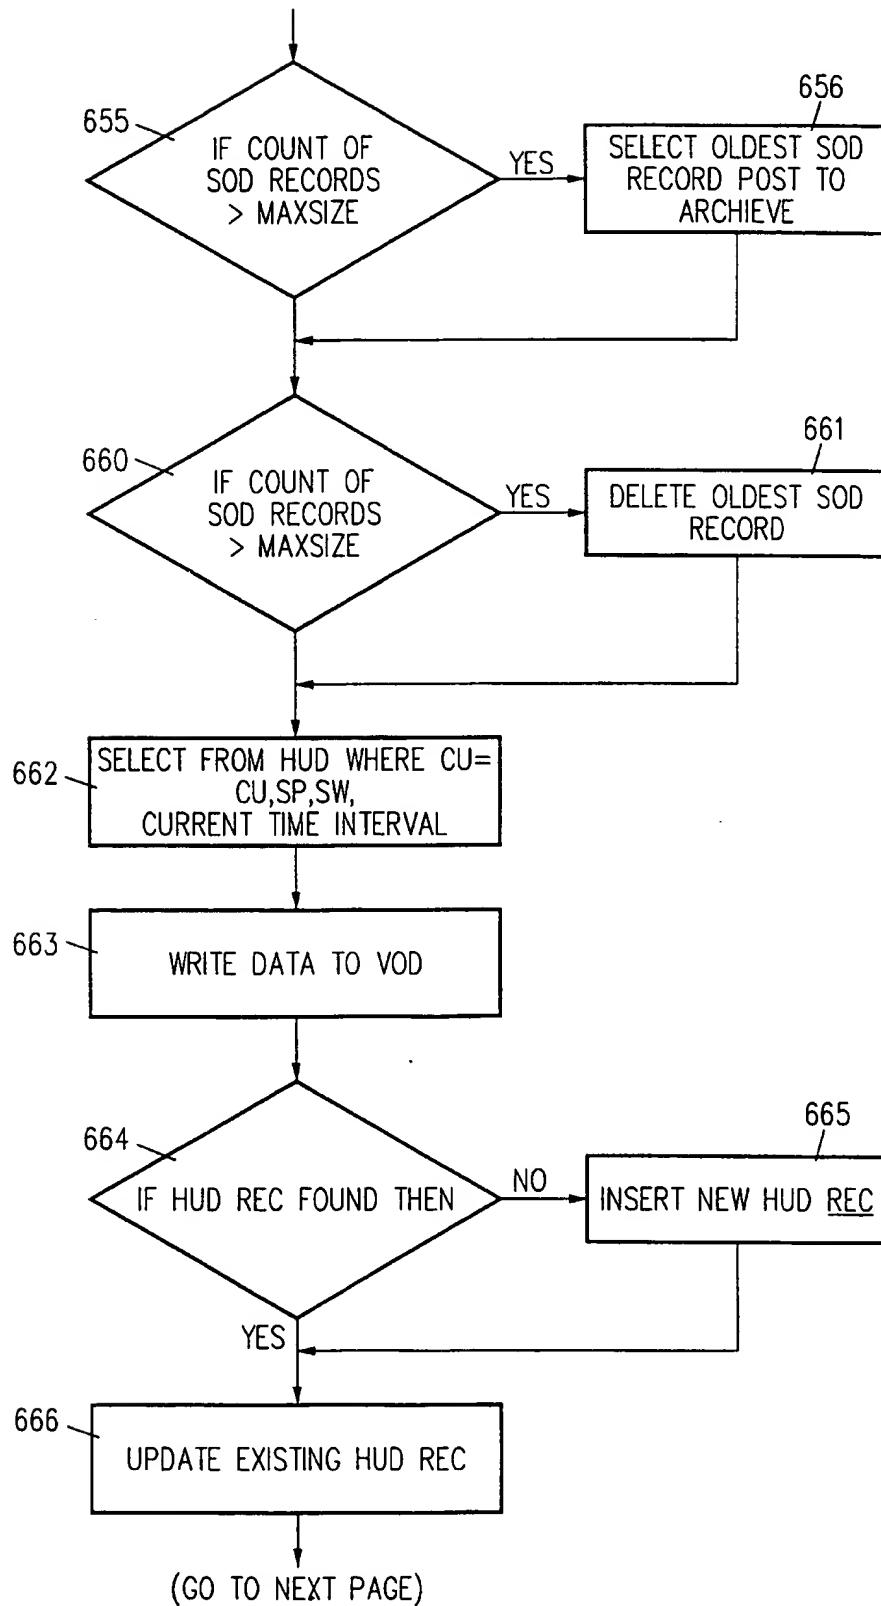 655
IF COUNT OF
SOD RECORDS
> MAXSIZE
YES
656
SELECT OLDEST SOD
RECORD POST TO
ARCHIEVE
660
IF COUNT OF
SOD RECORDS
> MAXSIZE
YES
661
DELETE OLDEST SOD
RECORD
662
SELECT FROM HUD WHERE CU=
CU,SP,SW,
CURRENT TIME INTERVAL
663
WRITE DATA TO VOD
664
IF HUD REC FOUND THEN
NO
665
INSERT NEW HUD REC
YES
666
UPDATE EXISTING HUD REC
(GO TO NEXT PAGE)